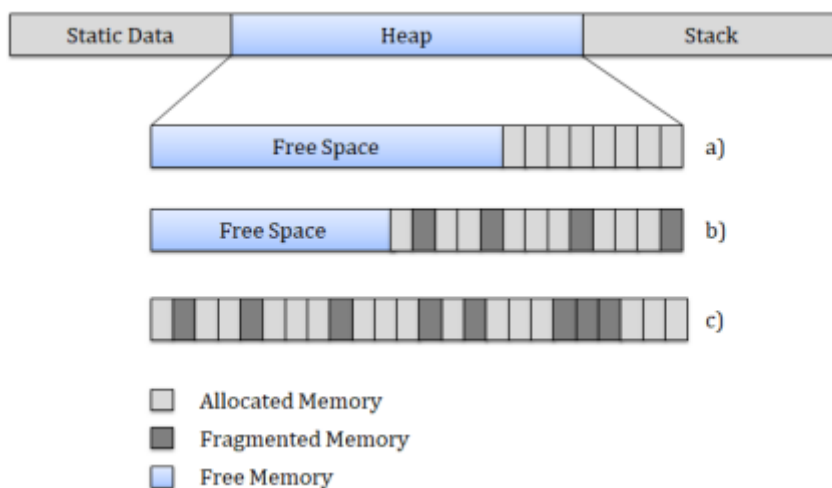 Static Data Heap Stack
Free Space a)
Free Space b)
c)
Allocated Memory
Fragmented Memory
Free Memory